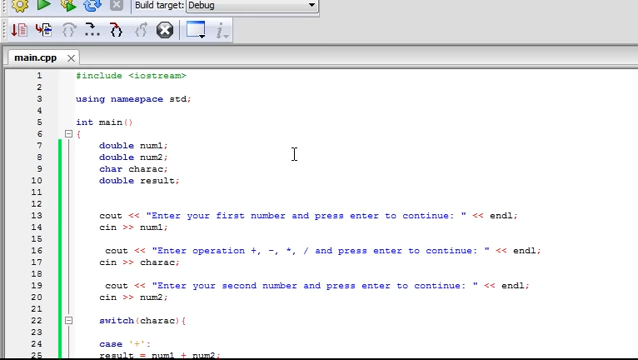 Build target: Debug
main.cpp
1 #include <iostream>
2
3 using namespace std;
4
5 int main()
6 {
7 double num1;
8 double num2;
9 char charac;
10 double result;
11
12
13 cout << "Enter your first number and press enter to continue: " << endl;
14 cin >> num1;
15
16 cout << "Enter operation +, -, *, / and press enter to continue: " << endl;
17 cin >> charac;
18
19 cout << "Enter your second number and press enter to continue: " << endl;
20 cin >> num2;
21
22 switch(charac){
23
24 case '+':
25 result = num1 + num2;